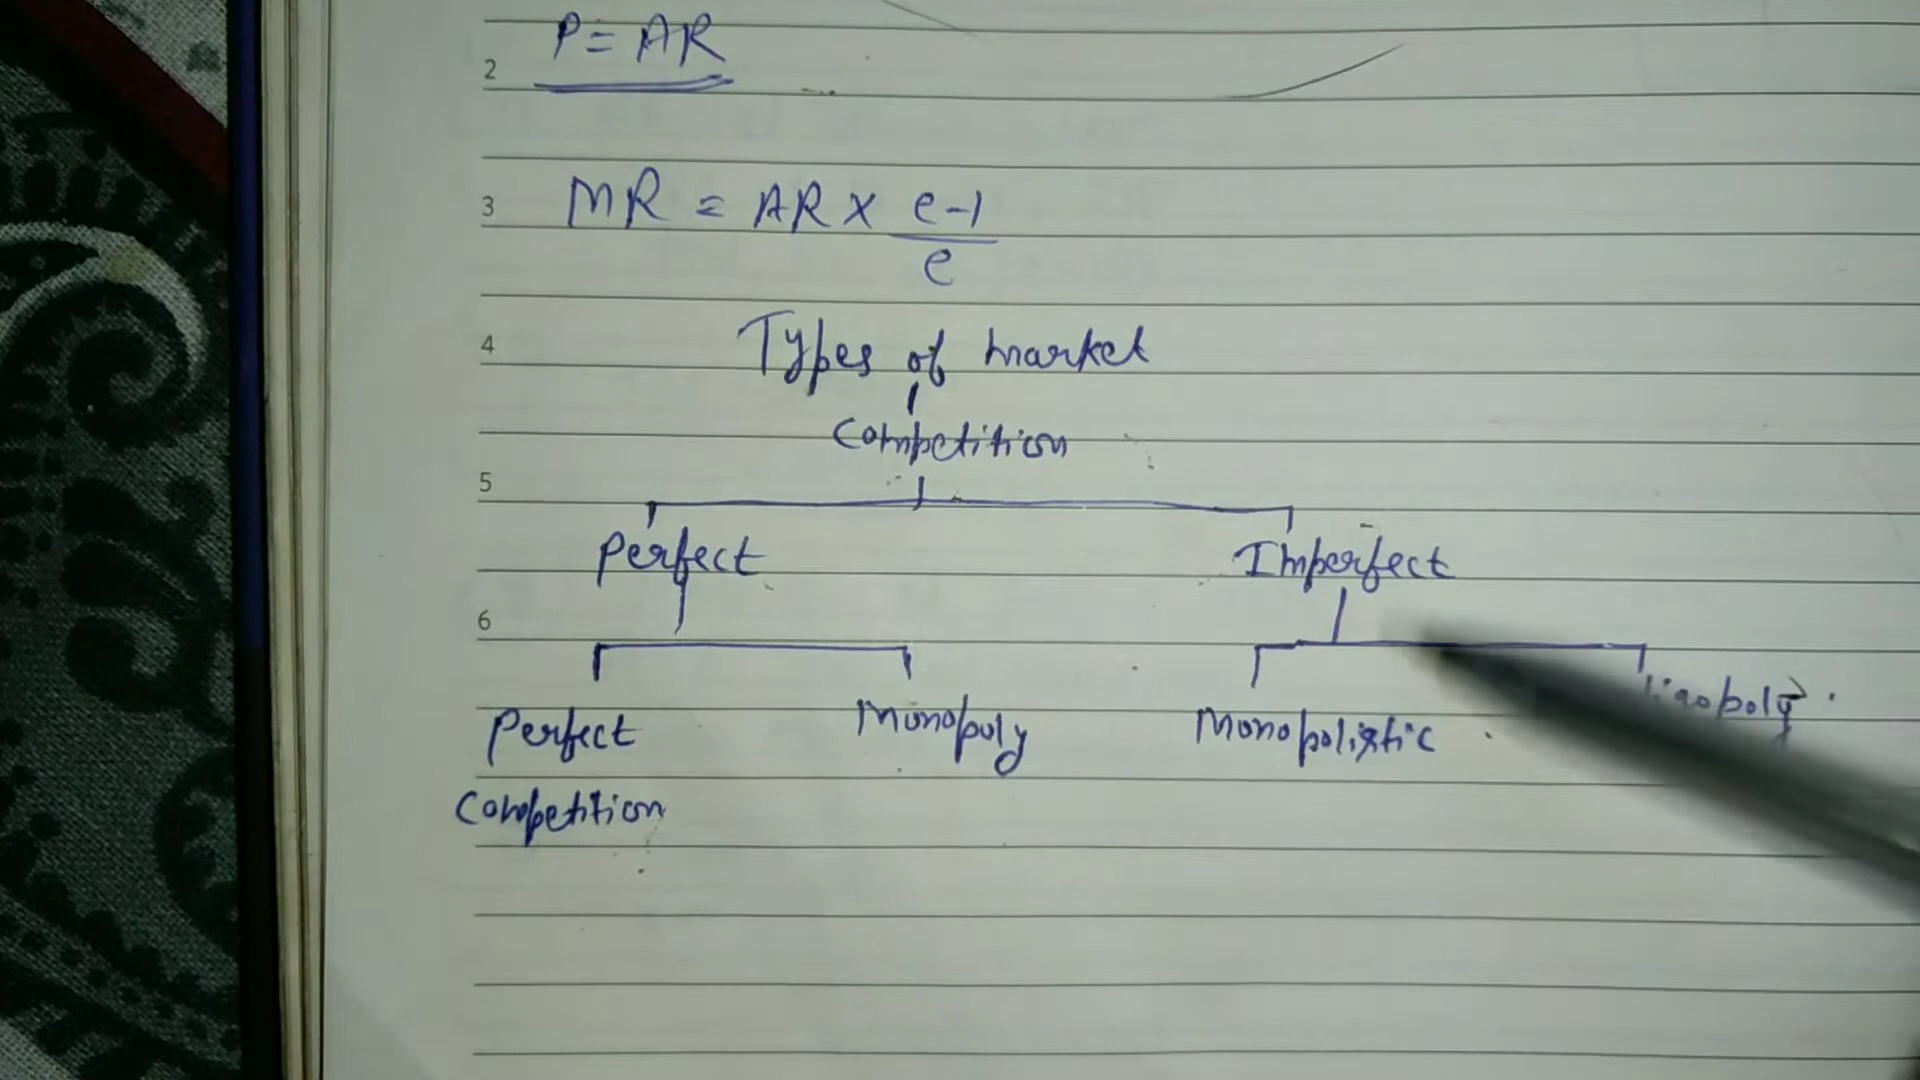 P = AR
2
3 MR = AR × e-1
e
4 Types of market
Competition
5
Perfect Imperfect
6
Perfect Monopoly Monopolistic
Competition